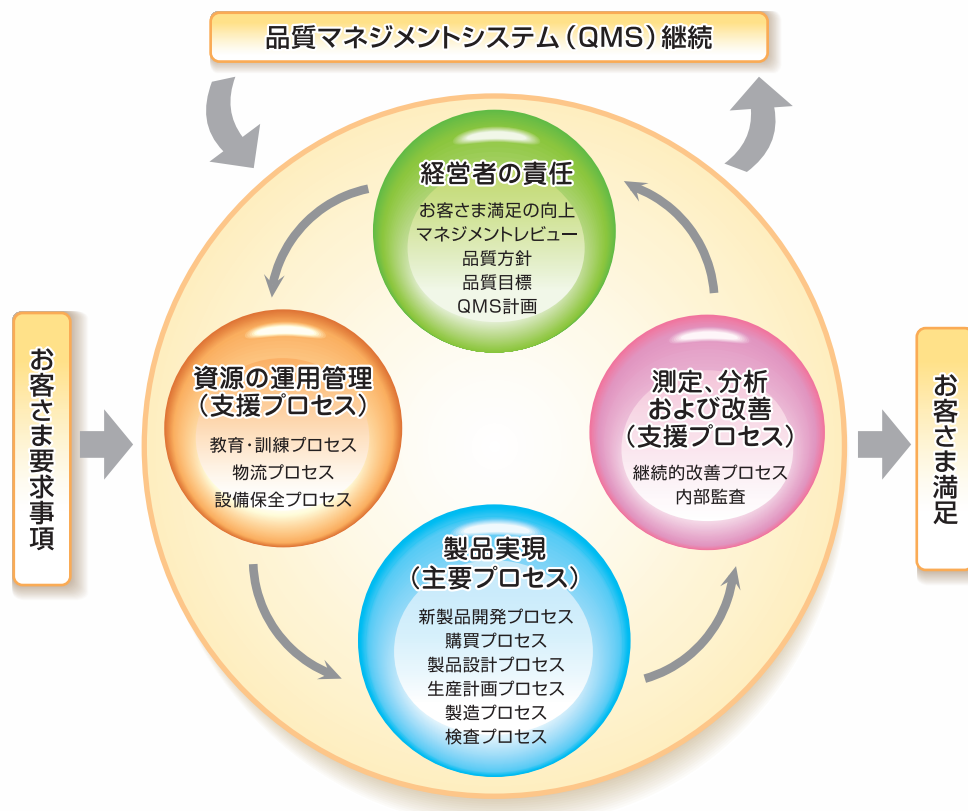 品質マネジメントシステム（QMS）継続
経営者の責任
お客さま満足の向上
マネジメントレビュー
品質方針
品質目標
QMS計画
お客さま要求事項
資源の運用管理
（支援プロセス）
教育・訓練プロセス
物流プロセス
設備保全プロセス
製品実現
（主要プロセス）
新製品開発プロセス
購買プロセス
製品設計プロセス
生産計画プロセス
製造プロセス
検査プロセス
測定、分析
および改善
（支援プロセス）
継続的改善プロセス
内部監査
お客さま満足